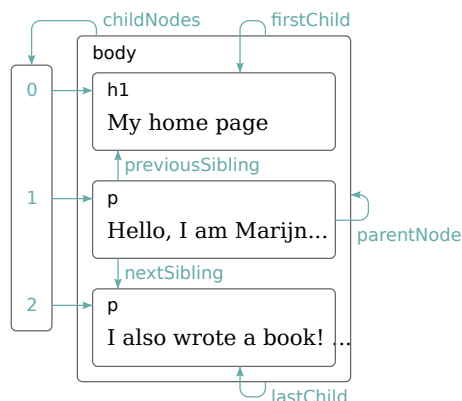 childNodes
firstChild
body
0
h1
My home page
previousSibling
1
p
Hello, I am Marijn...
parentNode
nextSibling
2
p
I also wrote a book! ...
lastChild